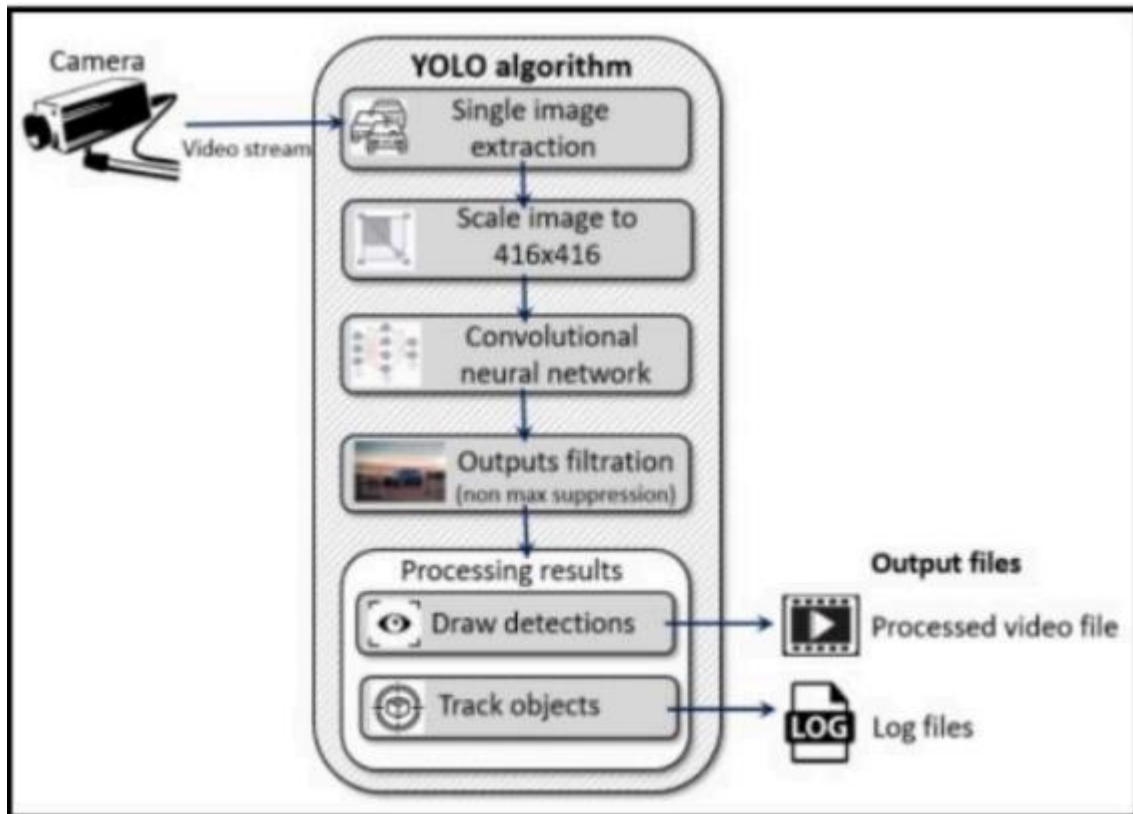 Camera
Video stream
YOLO algorithm
Single image
extraction
Scale image to
416x416
Convolutional
neural network
Outputs filtration
(non max suppression)
Processing results
Draw detections
Track objects
Output files
Processed video file
LOG
Log files